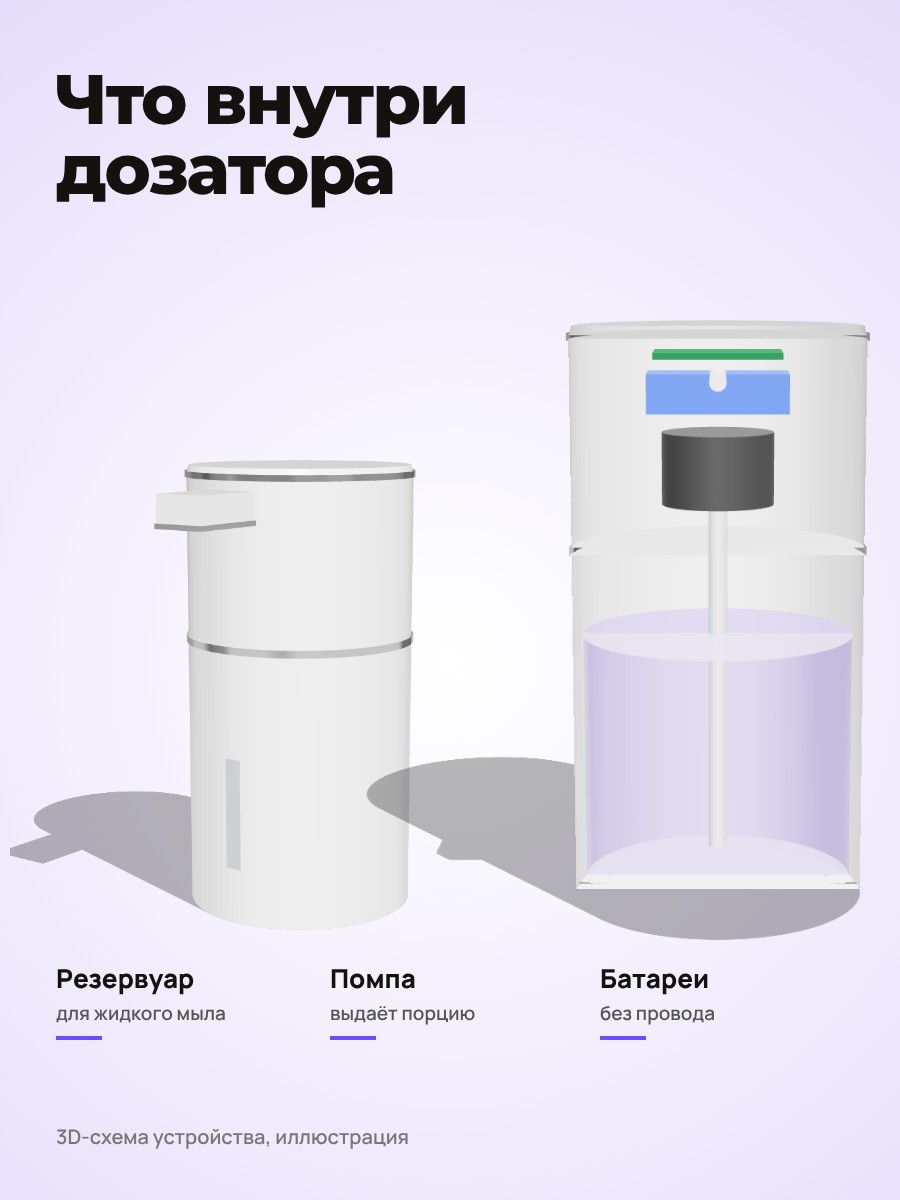 Что внутри
дозатора
Резервуар
для жидкого мыла
Помпа
выдаёт порцию
Батареи
без провода
3D-схема устройства, иллюстрация